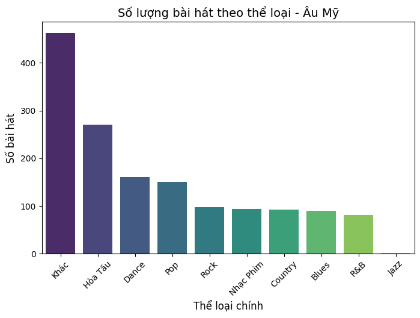 Số lượng bài hát theo thể loại - Âu Mỹ
Số bài hát
400
300
200
100
0
Khác
Hòa Tấu
Dance
Pop
Rock
Nhạc Phim
Country
Blues
R&B
Jazz
Thể loại chính